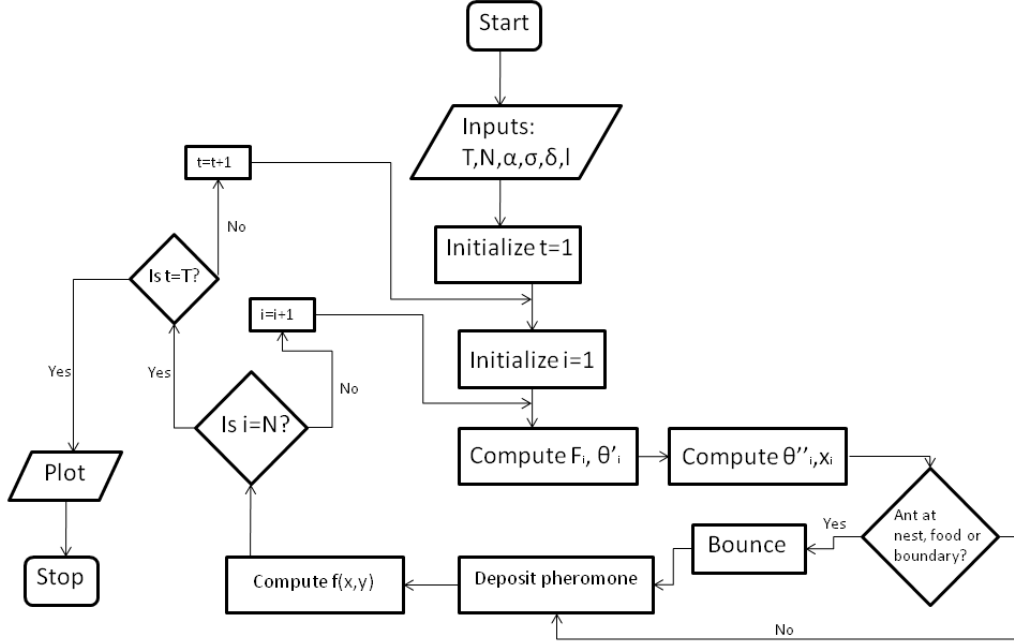 Start
Inputs:
T,N,α,σ,δ,l
Initialize t=1
Initialize i=1
Compute Fᵢ, θ'ᵢ
Compute θ''ᵢ,xᵢ
Ant at
nest, food or
boundary?
Yes
No
Bounce
Deposit pheromone
Compute f(x,y)
Is i=N?
No
i=i+1
Yes
Is t=T?
No
t=t+1
Yes
Plot
Stop